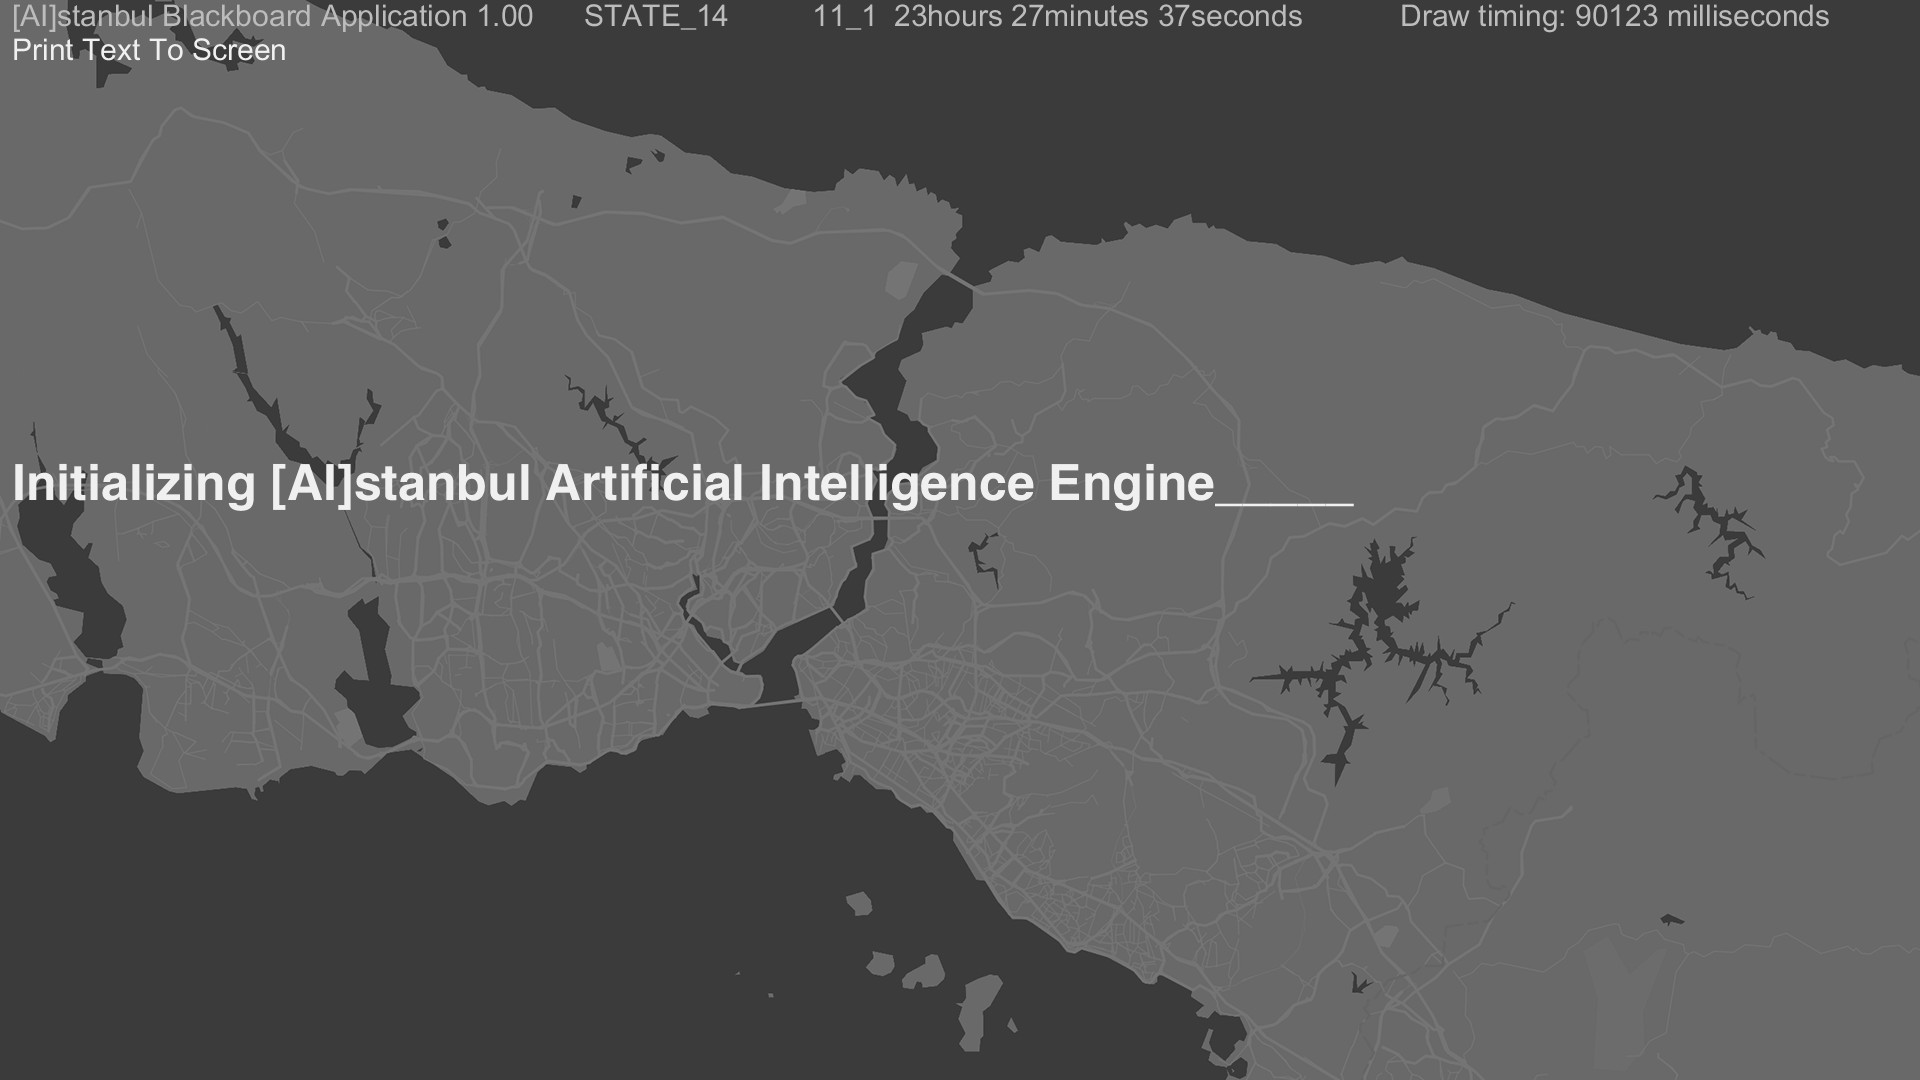 [AI]stanbul Blackboard Application 1.00 STATE_14 11_1 23hours 27minutes 37seconds Draw timing: 90123 milliseconds
Print Text To Screen
Initializing [AI]stanbul Artificial Intelligence Engine_____